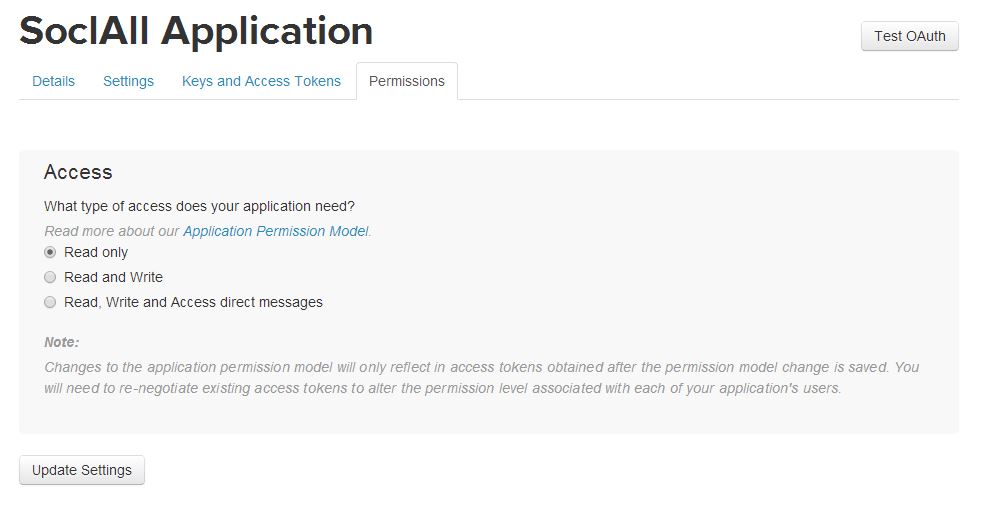 SoclAll Application
Test OAuth
Details Settings Keys and Access Tokens Permissions
Access
What type of access does your application need?
Read more about our Application Permission Model.
Read only
Read and Write
Read, Write and Access direct messages
Note:
Changes to the application permission model will only reflect in access tokens obtained after the permission model change is saved. You
will need to re-negotiate existing access tokens to alter the permission level associated with each of your application's users.
Update Settings